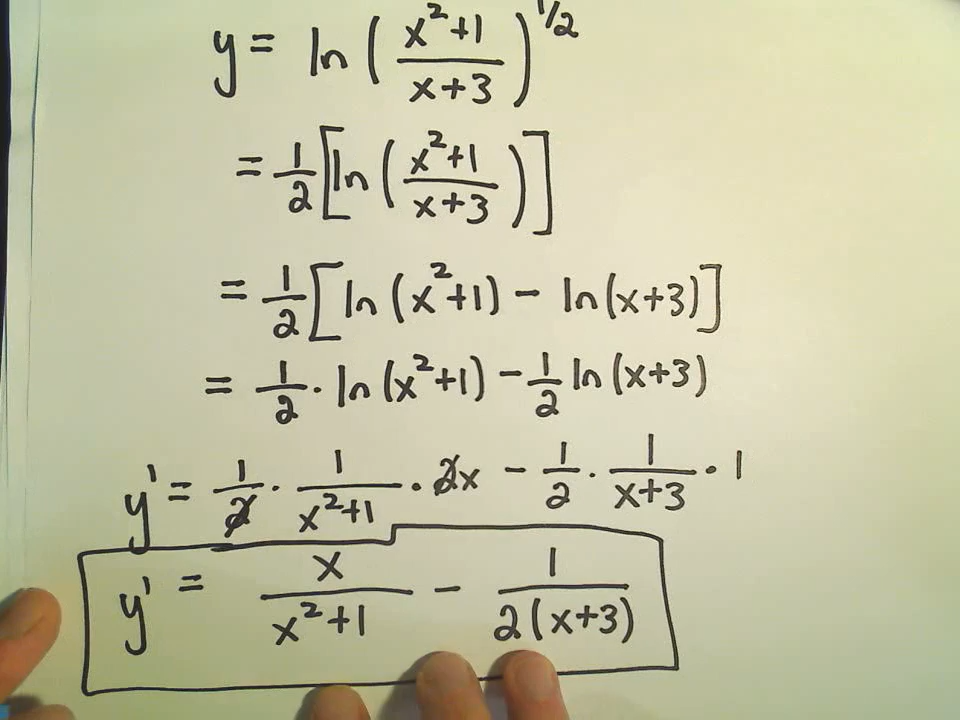 y = ln (x²+1 / x+3)^1/2
= 1/2 [ln (x²+1 / x+3)]
= 1/2 [ln (x²+1) − ln (x+3)]
= 1/2 · ln (x²+1) − 1/2 ln (x+3)
y' = 1/2 · 1/x²+1 · 2x − 1/2 · 1/x+3 · 1
y' = x/x²+1 − 1/2(x+3)